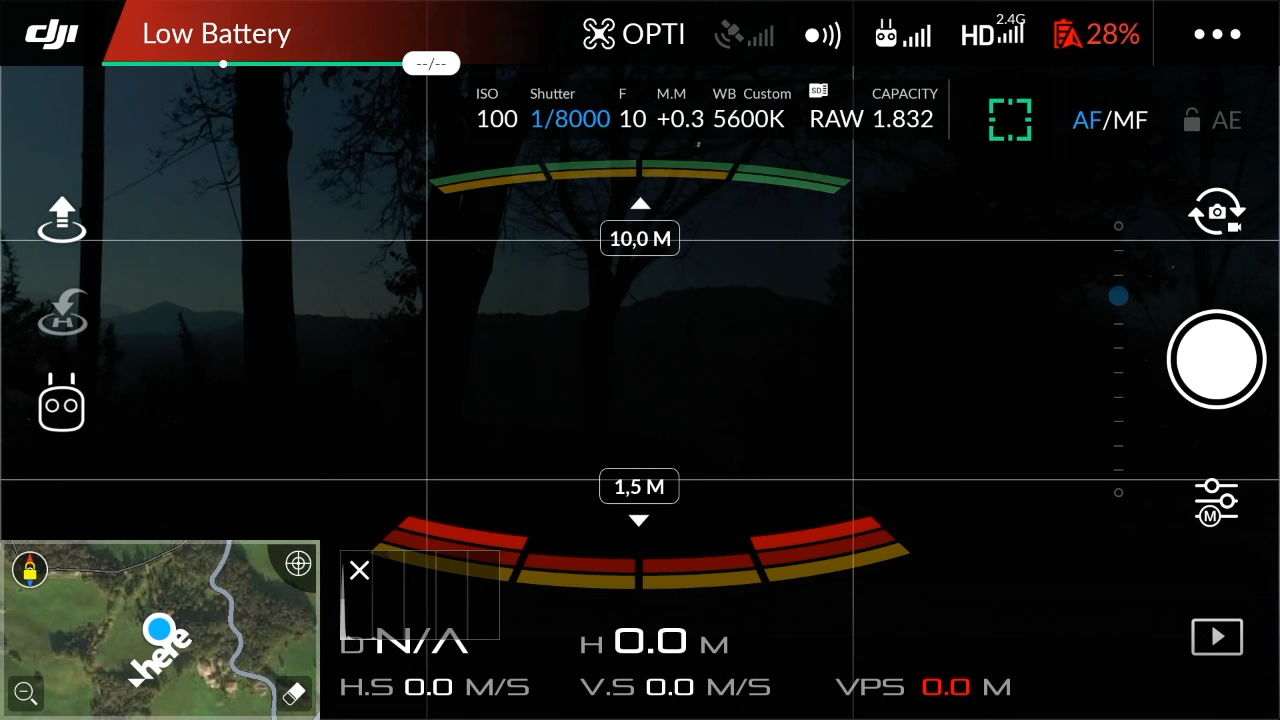 dji
Low Battery
--/--
OPTI
HD
2.4G
28%
ISO
100
Shutter
1/8000
F
10
M.M
+0.3
WB Custom
5600K
SD
RAW
CAPACITY
1.832
AF/MF
AE
10,0 M
1,5 M
M
H
here
D N/A
H 0.0 M
H.S 0.0 M/S
V.S 0.0 M/S
VPS 0.0 M